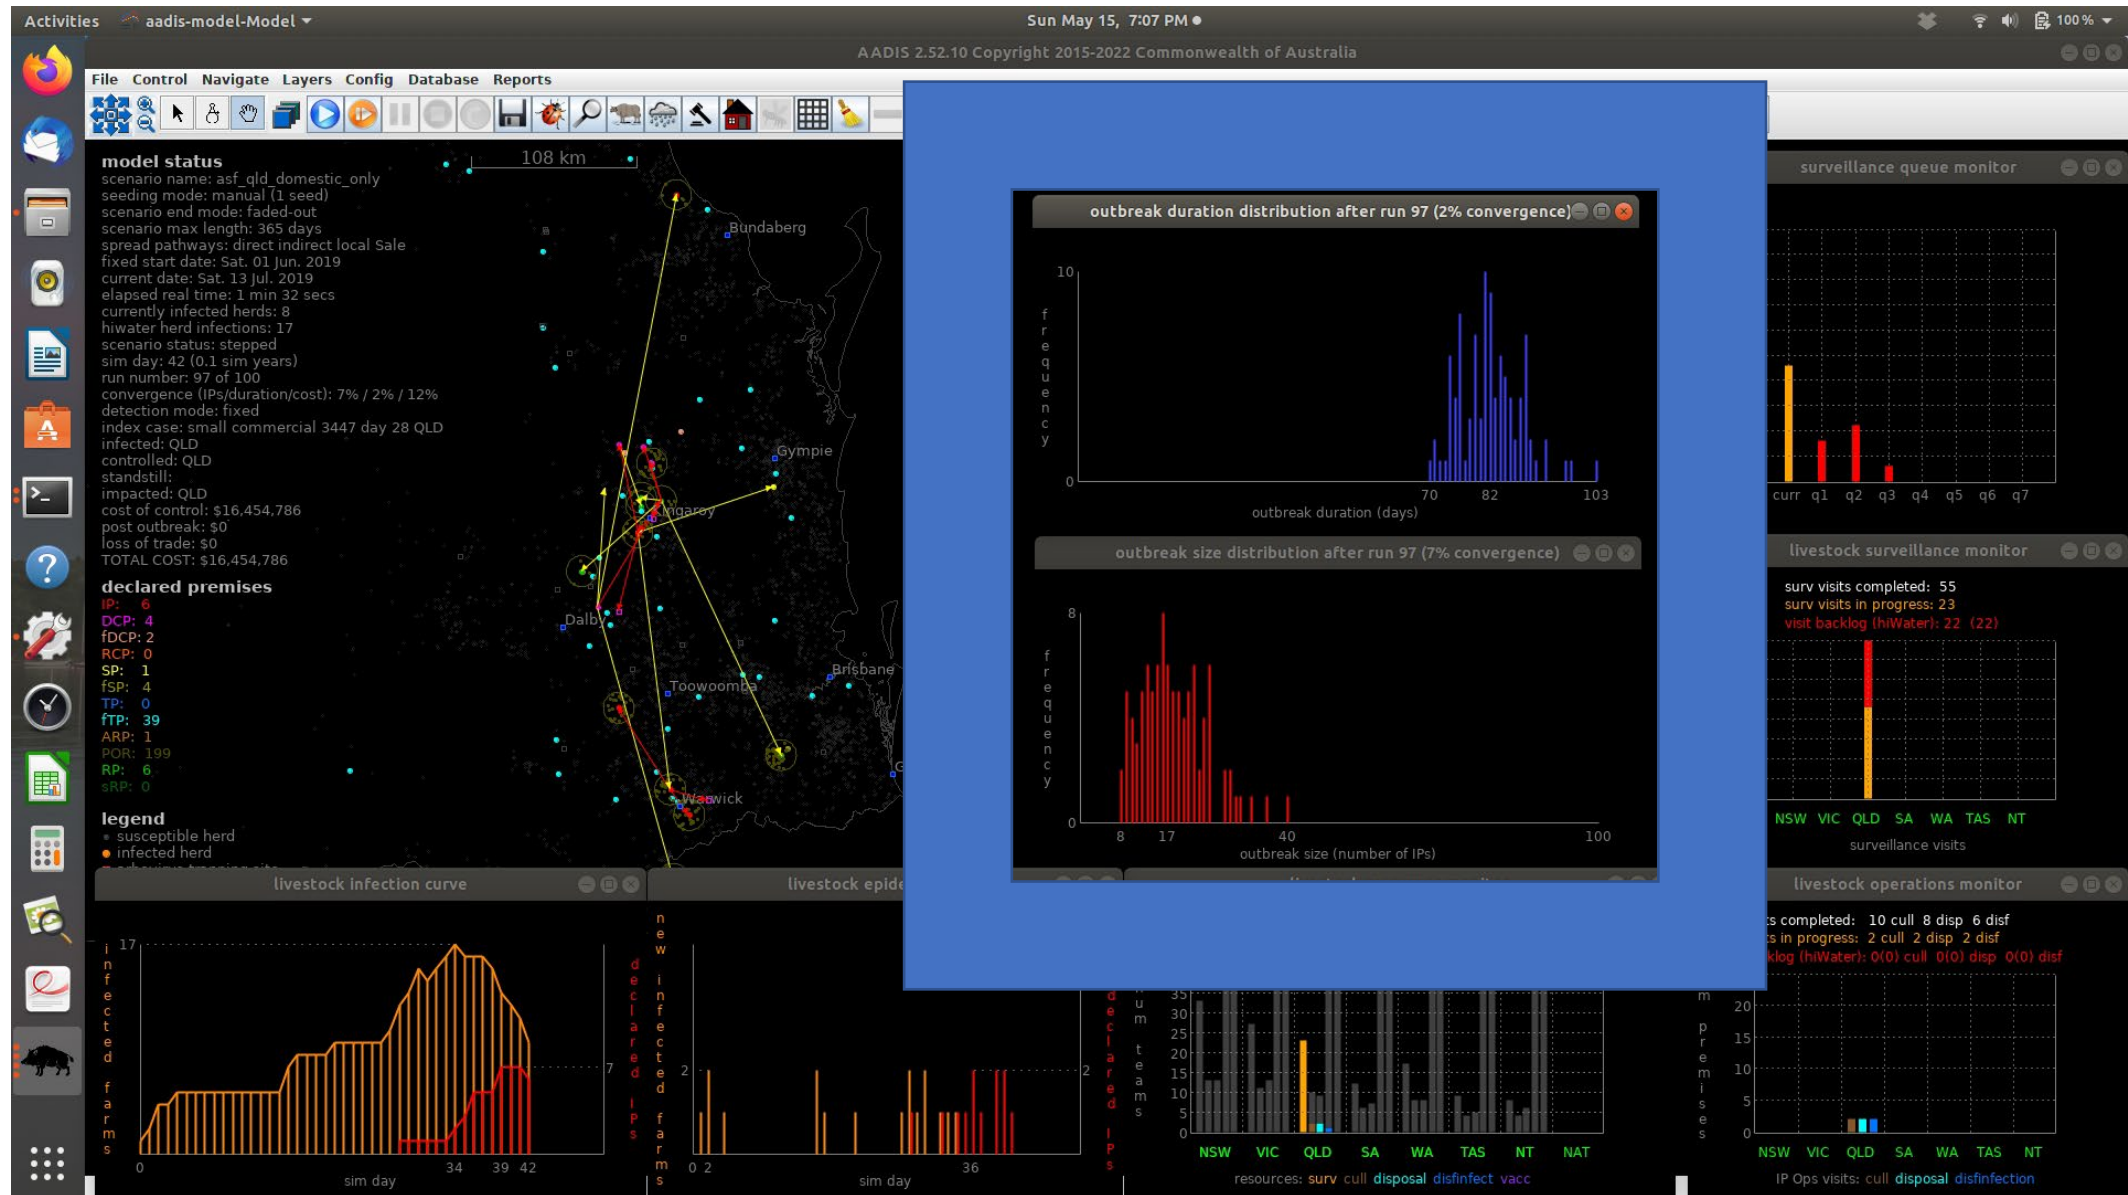 Activities
aadis-model-Model
Sun May 15, 7:07 PM
100 %
AADIS 2.52.10 Copyright 2015-2022 Commonwealth of Australia
File Control Navigate Layers Config Database Reports
model status
scenario name: asf_qld_domestic_only
seeding mode: manual (1 seed)
scenario end mode: faded-out
scenario max length: 365 days
spread pathways: direct indirect local Sale
fixed start date: Sat. 01 Jun. 2019
current date: Sat. 13 Jul. 2019
elapsed real time: 1 min 32 secs
currently infected herds: 8
hiwater herd infections: 17
scenario status: stepped
sim day: 42 (0.1 sim years)
run number: 97 of 100
convergence (IPs/duration/cost): 7% / 2% / 12%
detection mode: fixed
index case: small commercial 3447 day 28 QLD
infected: QLD
controlled: QLD
standstill:
impacted: QLD
cost of control: $16,454,786
post outbreak: $0
loss of trade: $0
TOTAL COST: $16,454,786
declared premises
IP: 6
DCP: 4
fDCP: 2
RCP: 0
SP: 1
fSP: 4
TP: 0
fTP: 39
ARP: 1
POR: 199
RP: 6
sRP: 0
legend
susceptible herd
infected herd
108 km
Bundaberg
Gympie
Kingaroy
Dalby
Toowoomba
Brisbane
Warwick
G
outbreak duration distribution after run 97 (2% convergence)
frequency
10
0
70 82 103
outbreak duration (days)
outbreak size distribution after run 97 (7% convergence)
frequency
8
0
8 17 40 100
outbreak size (number of IPs)
surveillance queue monitor
curr q1 q2 q3 q4 q5 q6 q7
livestock surveillance monitor
surv visits completed: 55
surv visits in progress: 23
visit backlog (hiWater): 22 (22)
NSW VIC QLD SA WA TAS NT
surveillance visits
livestock infection curve
infected farms
17
declared IPs
7
0 34 39 42
sim day
livestock epide
new infected farms
2
2
declared IPs
0 2 36
sim day
um teams
35
30
25
20
15
10
5
0
NSW VIC QLD SA WA TAS NT NAT
resources: surv cull disposal disinfect vacc
livestock operations monitor
s completed: 10 cull 8 disp 6 disf
s in progress: 2 cull 2 disp 2 disf
klog (hiWater): 0(0) cull 0(0) disp 0(0) disf
m premises
20
15
10
5
0
NSW VIC QLD SA WA TAS NT
IP Ops visits: cull disposal disinfection